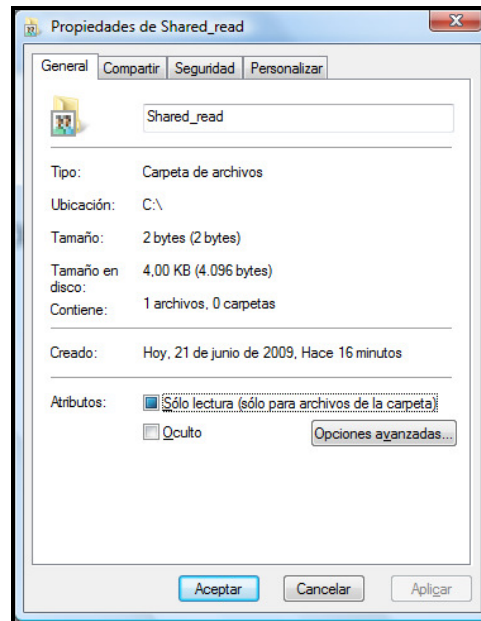 Propiedades de Shared_read
General Compartir Seguridad Personalizar
Shared_read
Tipo: Carpeta de archivos
Ubicación: C:\
Tamaño: 2 bytes (2 bytes)
Tamaño en disco: 4,00 KB (4.096 bytes)
Contiene: 1 archivos, 0 carpetas
Creado: Hoy, 21 de junio de 2009, Hace 16 minutos
Atributos: Sólo lectura (sólo para archivos de la carpeta)
Oculto Opciones avanzadas...
Aceptar Cancelar Aplicar